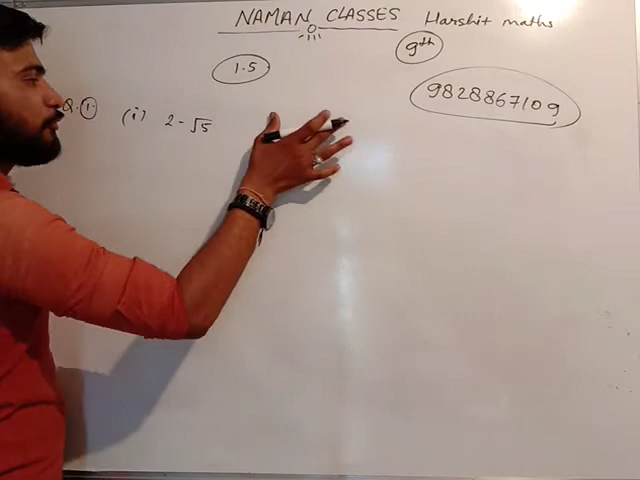 NAMAN CLASSES Harshit maths
9th
1.5
9828867109
Q.1 (i) 2-√5